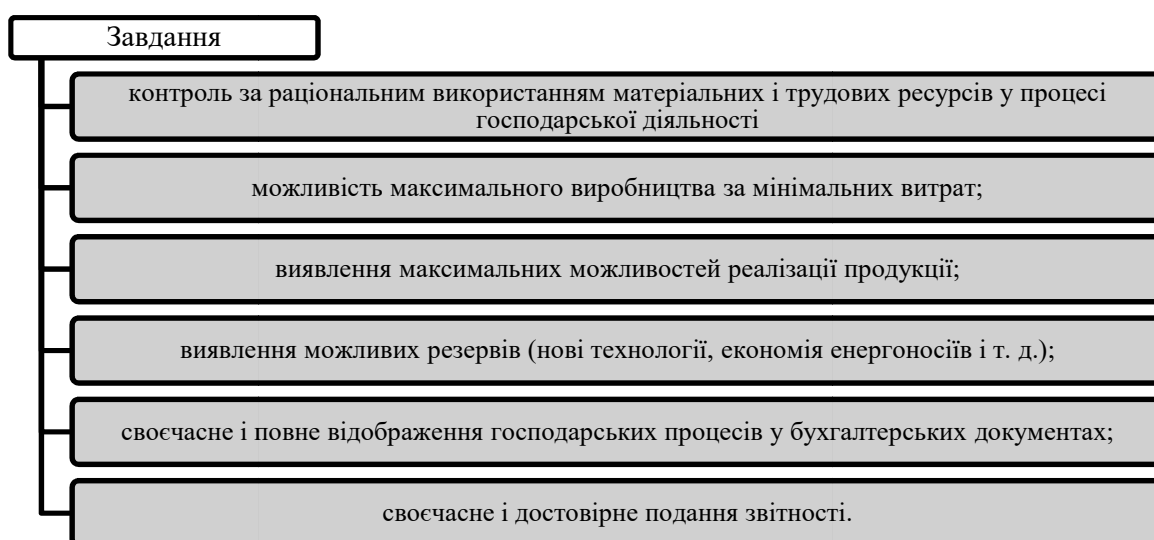 Завдання
контроль за раціональним використанням матеріальних і трудових ресурсів у процесі
господарської діяльності
можливість максимального виробництва за мінімальних витрат;
виявлення максимальних можливостей реалізації продукції;
виявлення можливих резервів (нові технології, економія енергоносіїв і т. д.);
своєчасне і повне відображення господарських процесів у бухгалтерських документах;
своєчасне і достовірне подання звітності.